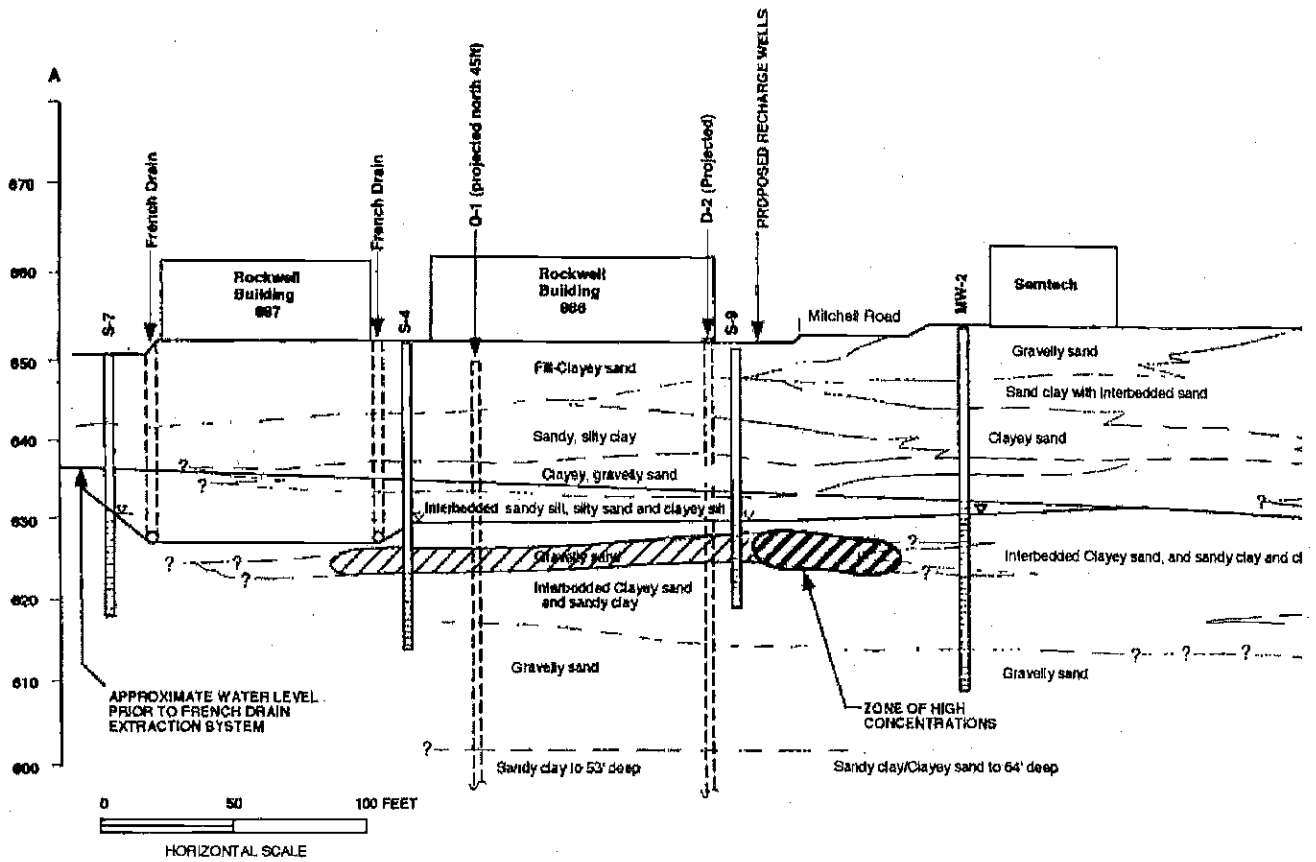 A
French Drain
French Drain
O-1 (projected north 45ft)
D-2 (Projected)
PROPOSED RECHARGE WELLS
670
660
650
640
630
620
610
600
Rockwell
Building
887
Rockwell
Building
886
S-7
S-4
S-9
Mitchell Road
MW-2
Semtech
Fill-Clayey sand
Gravelly sand
Sand clay with Interbedded sand
Sandy, silty clay
Clayey sand
Clayey, gravelly sand
?
?
?
?
Interbedded sandy silt, silty sand and clayey silt
?
?
?
Gravelly sand
?
?
Interbedded Clayey sand, and sandy clay and cl
Interbedded Clayey sand
and sandy clay
Gravelly sand
? ? ?
Gravelly sand
APPROXIMATE WATER LEVEL
PRIOR TO FRENCH DRAIN
EXTRACTION SYSTEM
ZONE OF HIGH
CONCENTRATIONS
?
Sandy clay to 53' deep
Sandy clay/Clayey sand to 64' deep
0 50 100 FEET
HORIZONTAL SCALE